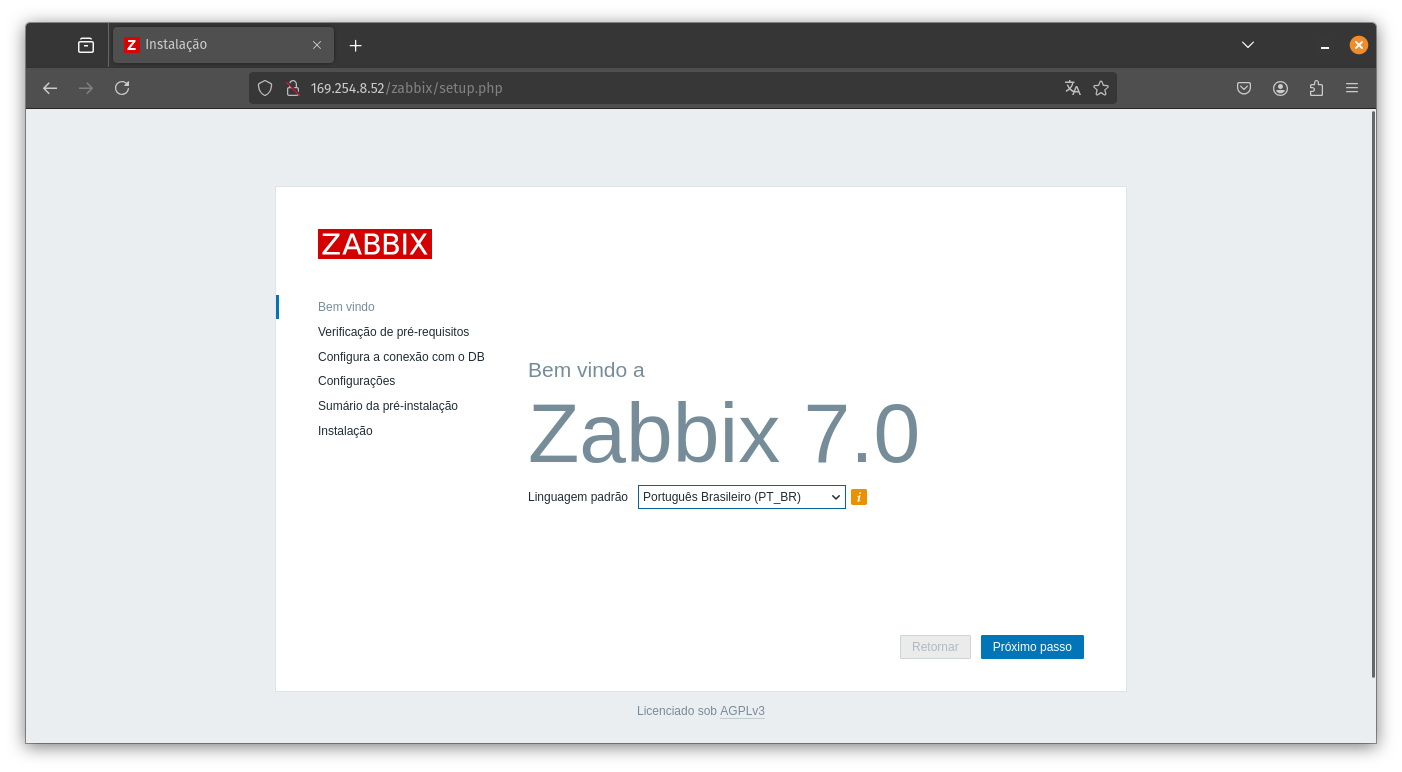 Instalação
169.254.8.52/zabbix/setup.php
ZABBIX
Bem vindo
Verificação de pré-requisitos
Configura a conexão com o DB
Configurações
Sumário da pré-instalação
Instalação
Bem vindo a
Zabbix 7.0
Linguagem padrão Português Brasileiro (PT_BR)
Retornar Próximo passo
Licenciado sob AGPLv3